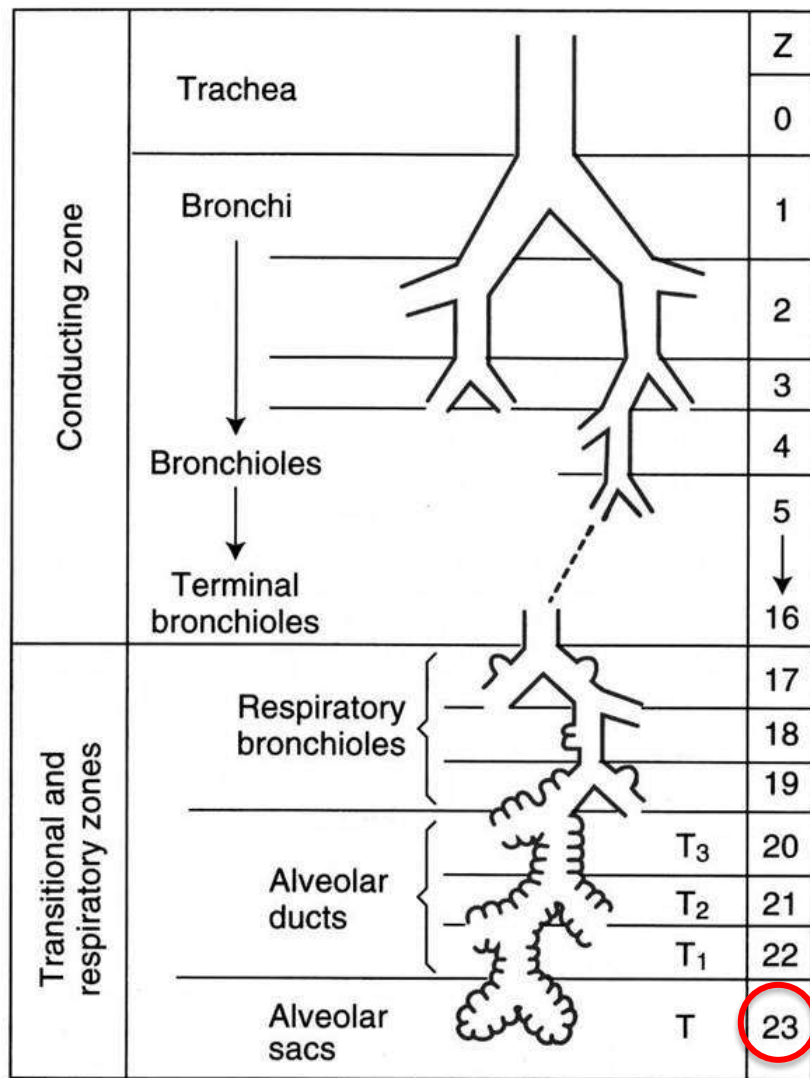 Z
Trachea
0
Bronchi
1
2
3
Bronchioles
4
5
Terminal
bronchioles
16
Conducting zone
17
Respiratory
bronchioles
18
19
T₃ 20
Alveolar
ducts
T₂ 21
T₁ 22
Alveolar
sacs
T 23
Transitional and
respiratory zones